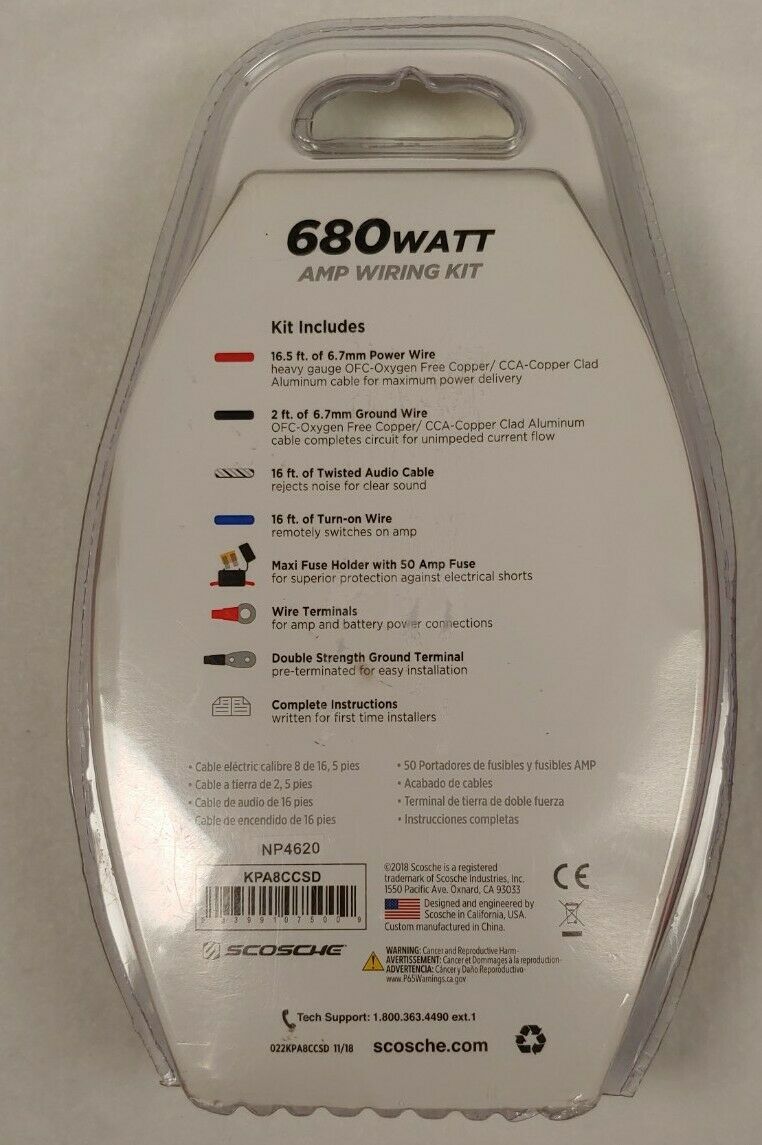 680WATT
AMP WIRING KIT
Kit Includes
16.5 ft. of 6.7mm Power Wire
heavy gauge OFC-Oxygen Free Copper/ CCA-Copper Clad
Aluminum cable for maximum power delivery
2 ft. of 6.7mm Ground Wire
OFC-Oxygen Free Copper/ CCA-Copper Clad Aluminum
cable completes circuit for unimpeded current flow
16 ft. of Twisted Audio Cable
rejects noise for clear sound
16 ft. of Turn-on Wire
remotely switches on amp
Maxi Fuse Holder with 50 Amp Fuse
for superior protection against electrical shorts
Wire Terminals
for amp and battery power connections
Double Strength Ground Terminal
pre-terminated for easy installation
Complete Instructions
written for first time installers
• Cable eléctric calibre 8 de 16, 5 pies
• Cable a tierra de 2, 5 pies
• Cable de audio de 16 pies
Cable de encendido de 16 pies
• 50 Portadores de fusibles y fusibles AMP
• Acabado de cables
• Terminal de tierra de doble fuerza
• Instrucciones completas
NP4620
KPA8CCSD
©2018 Scosche is a registered
trademark of Scosche Industries, Inc.
1550 Pacific Ave. Oxnard, CA 93033
Designed and engineered by
Scosche in California, USA.
Custom manufactured in China.
CE
SCOSCHE
WARNING: Cancer and Reproductive Harm-
AVERTISSEMENT: Cancer et Dommages à la reproduction-
ADVERTENCIA: Cáncer y Daño Reporoductivo-
www.P65Warnings.ca.gov
Tech Support: 1.800.363.4490 ext.1
022KPA8CCSD 11/18 scosche.com